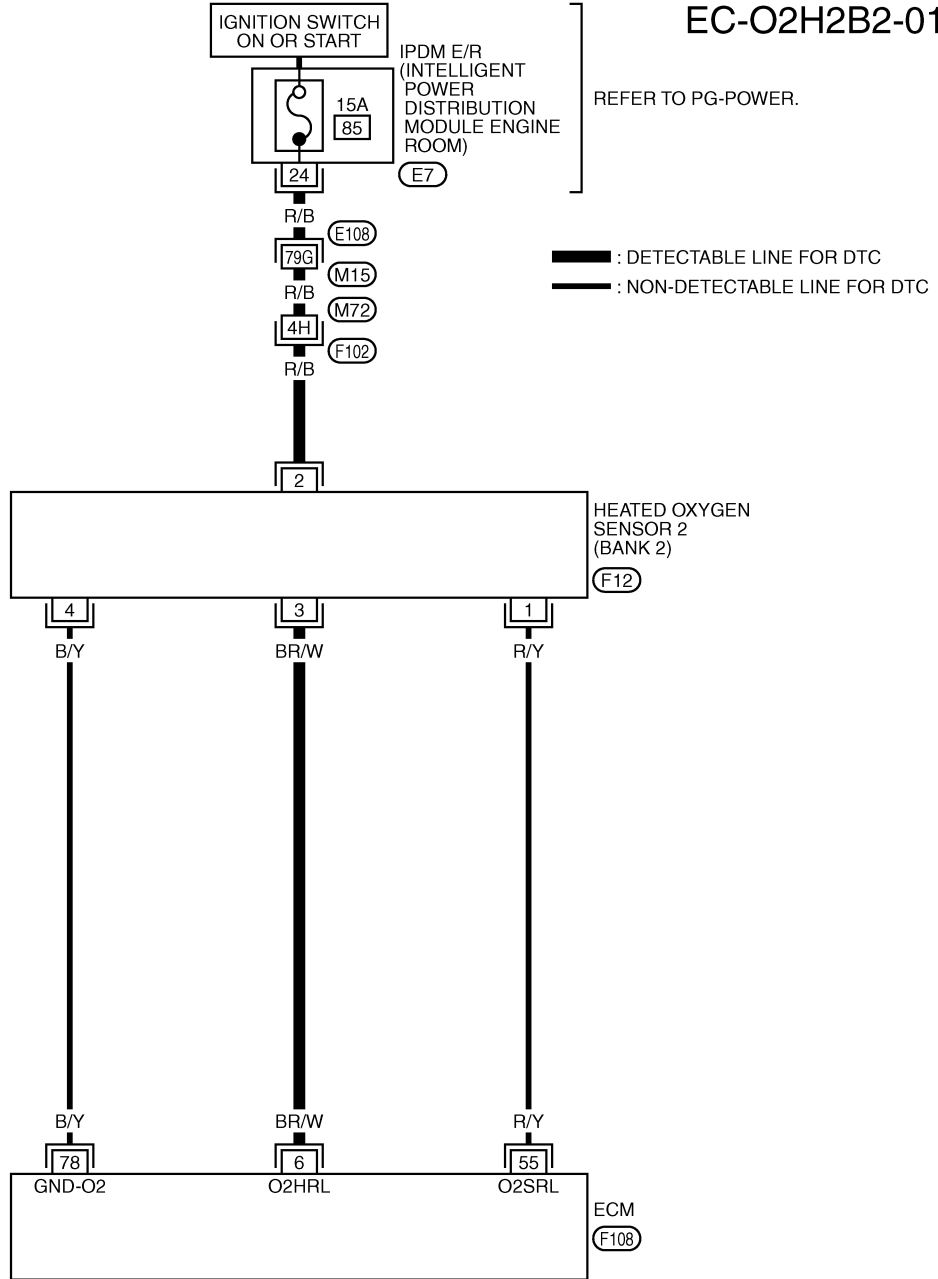 EC-O2H2B2-01
IGNITION SWITCH
ON OR START
IPDM E/R
(INTELLIGENT
POWER
DISTRIBUTION
MODULE ENGINE
ROOM)
15A
85
REFER TO PG-POWER.
24
E7
R/B
E108
79G
M15
R/B
M72
4H
F102
R/B
: DETECTABLE LINE FOR DTC
: NON-DETECTABLE LINE FOR DTC
2
HEATED OXYGEN
SENSOR 2
(BANK 2)
F12
4 3 1
B/Y BR/W R/Y
B/Y BR/W R/Y
78 6 55
GND-O2 O2HRL O2SRL
ECM
F108